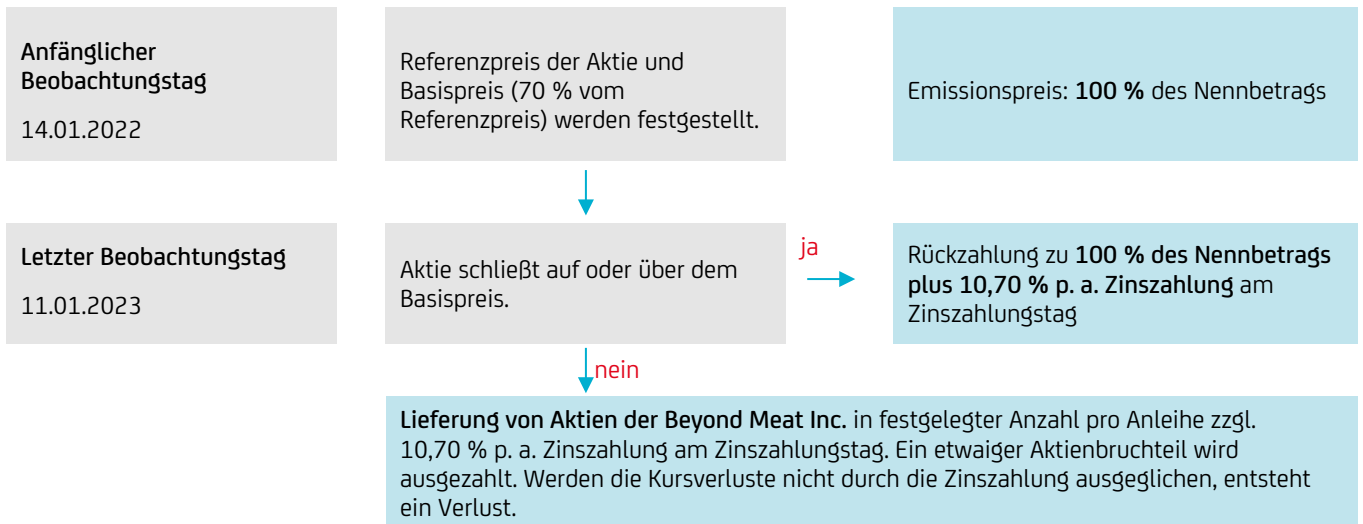 Anfänglicher
Beobachtungstag
14.01.2022
Referenzpreis der Aktie und
Basispreis (70 % vom
Referenzpreis) werden festgestellt.
Emissionspreis: 100 % des Nennbetrags
Letzter Beobachtungstag
11.01.2023
Aktie schließt auf oder über dem
Basispreis.
ja
Rückzahlung zu 100 % des Nennbetrags
plus 10,70 % p. a. Zinszahlung am
Zinszahlungstag
nein
Lieferung von Aktien der Beyond Meat Inc. in festgelegter Anzahl pro Anleihe zzgl.
10,70 % p. a. Zinszahlung am Zinszahlungstag. Ein etwaiger Aktienbruchteil wird
ausgezahlt. Werden die Kursverluste nicht durch die Zinszahlung ausgeglichen, entsteht
ein Verlust.